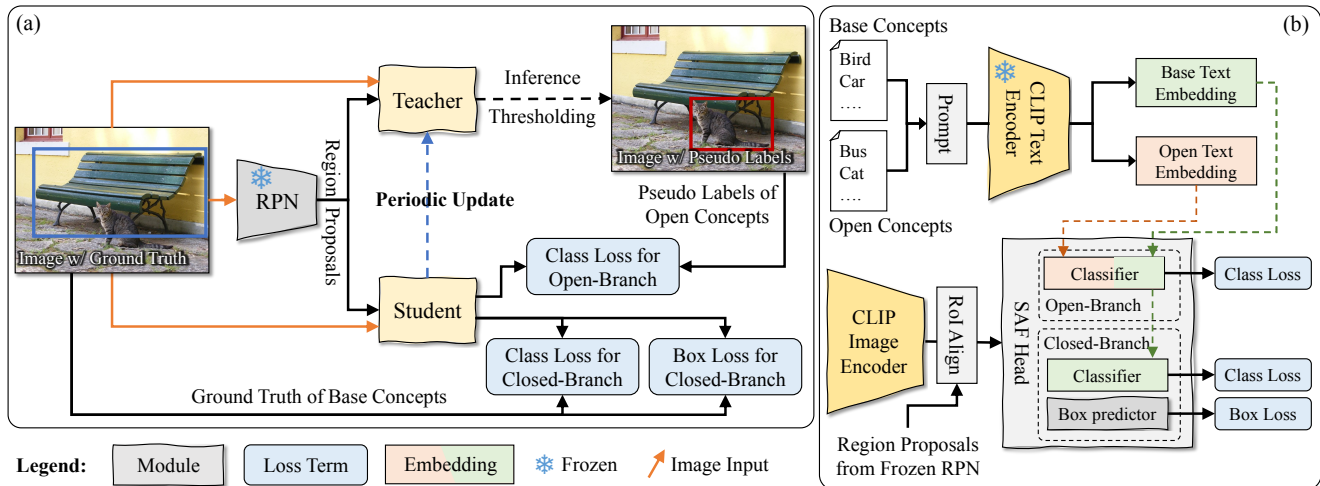 (a)
Teacher
Inference
Thresholding
Image w/ Pseudo Labels
RPN
Region Proposals
Image w/ Ground Truth
Periodic Update
Pseudo Labels of
Open Concepts
Class Loss for
Open-Branch
Student
Class Loss for
Closed-Branch
Box Loss for
Closed-Branch
Ground Truth of Base Concepts
Legend:
Module
Loss Term
Embedding
Frozen
Image Input
(b)
Base Concepts
Bird
Car
....
Bus
Cat
....
Open Concepts
Prompt
CLIP Text
Encoder
Base Text
Embedding
Open Text
Embedding
CLIP
Image
Encoder
RoI Align
Region Proposals
from Frozen RPN
SAF Head
Classifier
Open-Branch
Class Loss
Closed-Branch
Classifier
Class Loss
Box predictor
Box Loss